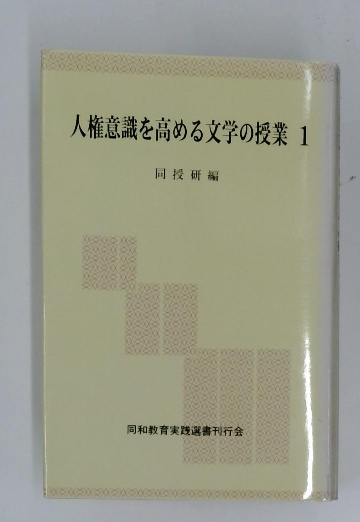 人権意識を高める文学の授業 1
同授研編
同和教育実践選書刊行会